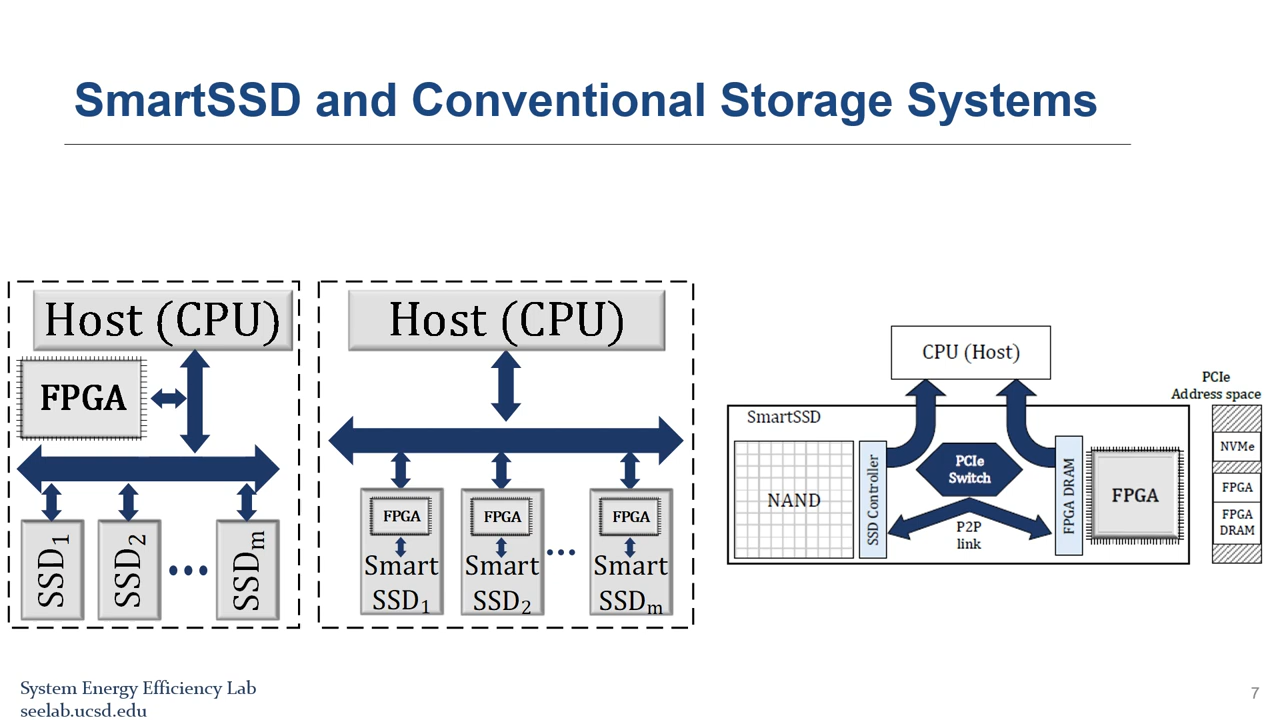 SmartSSD and Conventional Storage Systems
Host (CPU)
FPGA
SSD1
SSD2
•••
SSDm
Host (CPU)
FPGA
FPGA
FPGA
Smart
SSD1
Smart
SSD2
•••
Smart
SSDm
CPU (Host)
SmartSSD
NAND
SSD Controller
PCIe
Switch
P2P
link
FPGA DRAM
FPGA
PCIe
Address space
NVMe
FPGA
FPGA
DRAM
System Energy Efficiency Lab
seelab.ucsd.edu
7